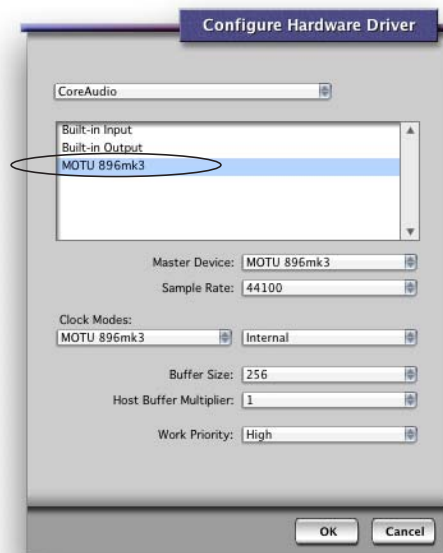 Configure Hardware Driver
CoreAudio
Built-in Input
Built-in Output
MOTU 896mk3
Master Device: MOTU 896mk3
Sample Rate: 44100
Clock Modes:
MOTU 896mk3 Internal
Buffer Size: 256
Host Buffer Multiplier: 1
Work Priority: High
OK Cancel